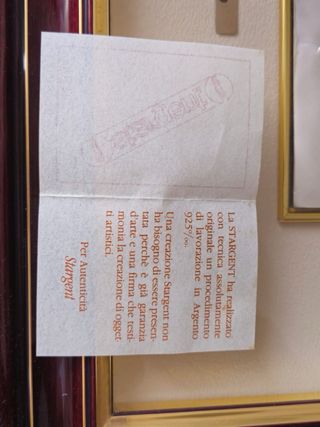 Stargent
La STARGENT ha realizzato
con tecnica assolutamente
originale un procedimento
di lavorazione in Argento
925°/₀₀.
Una creazione Stargent non
ha bisogno di essere presen-
tata perchè è già garanzia
d'arte e una firma che testi-
monia la creazione di ogget-
ti artistici.
Per Autenticità
Stargent